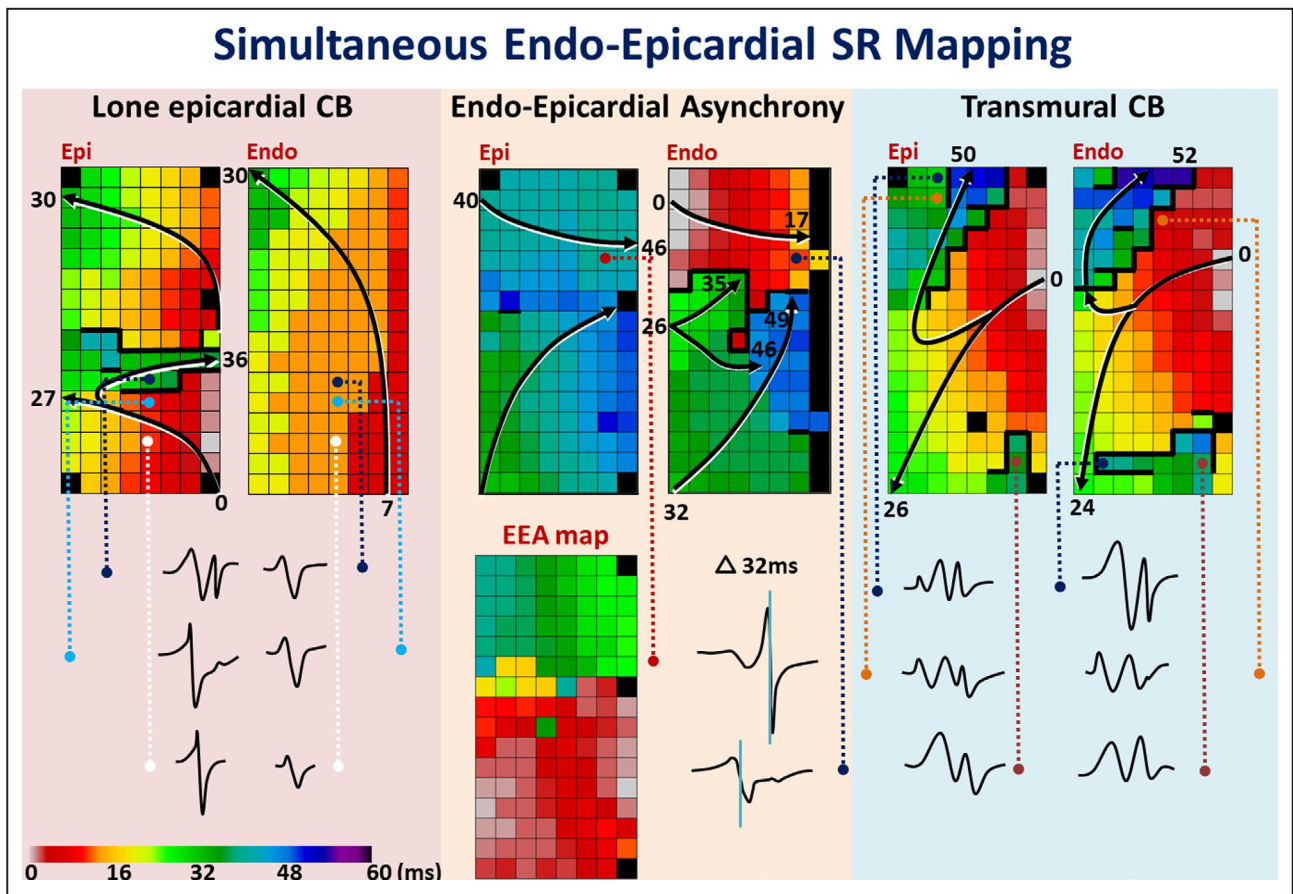 Simultaneous Endo-Epicardial SR Mapping
Lone epicardial CB
Epi
Endo
30
30
36
27
0
7
Endo-Epicardial Asynchrony
Epi
Endo
40
46
0
17
35
26
49
46
32
EEA map
Δ 32ms
Transmural CB
Epi
50
Endo
52
0
0
26
24
0 16 32 48 60 (ms)